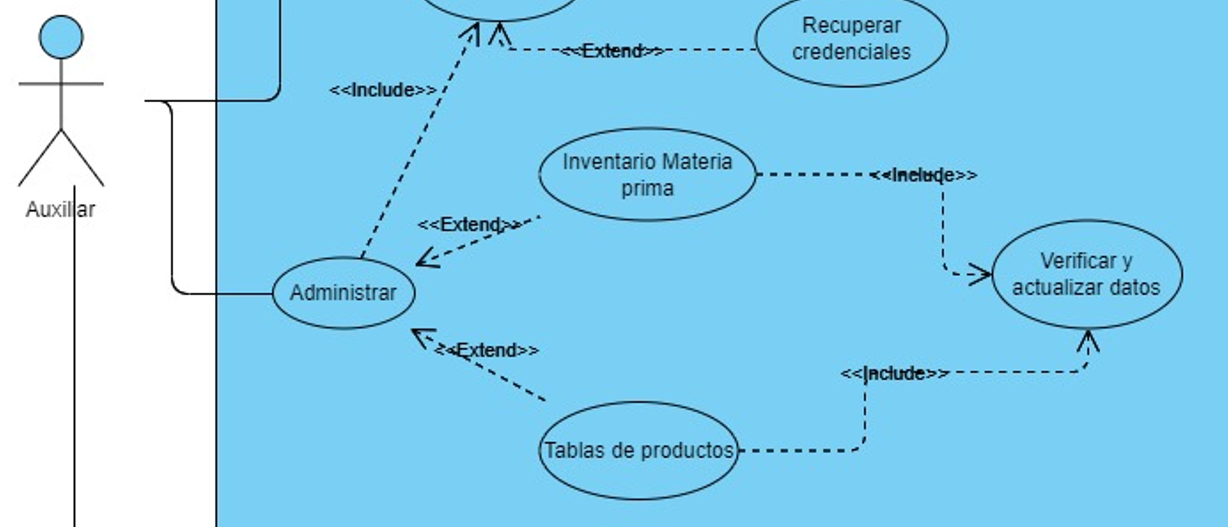 Recuperar
credenciales
<<Extend>>
<<Include>>
Inventario Materia
prima
<<Include>>
Auxiliar
<<Extend>>
Verificar y
actualizar datos
Administrar
<<Extend>>
<<Include>>
Tablas de productos